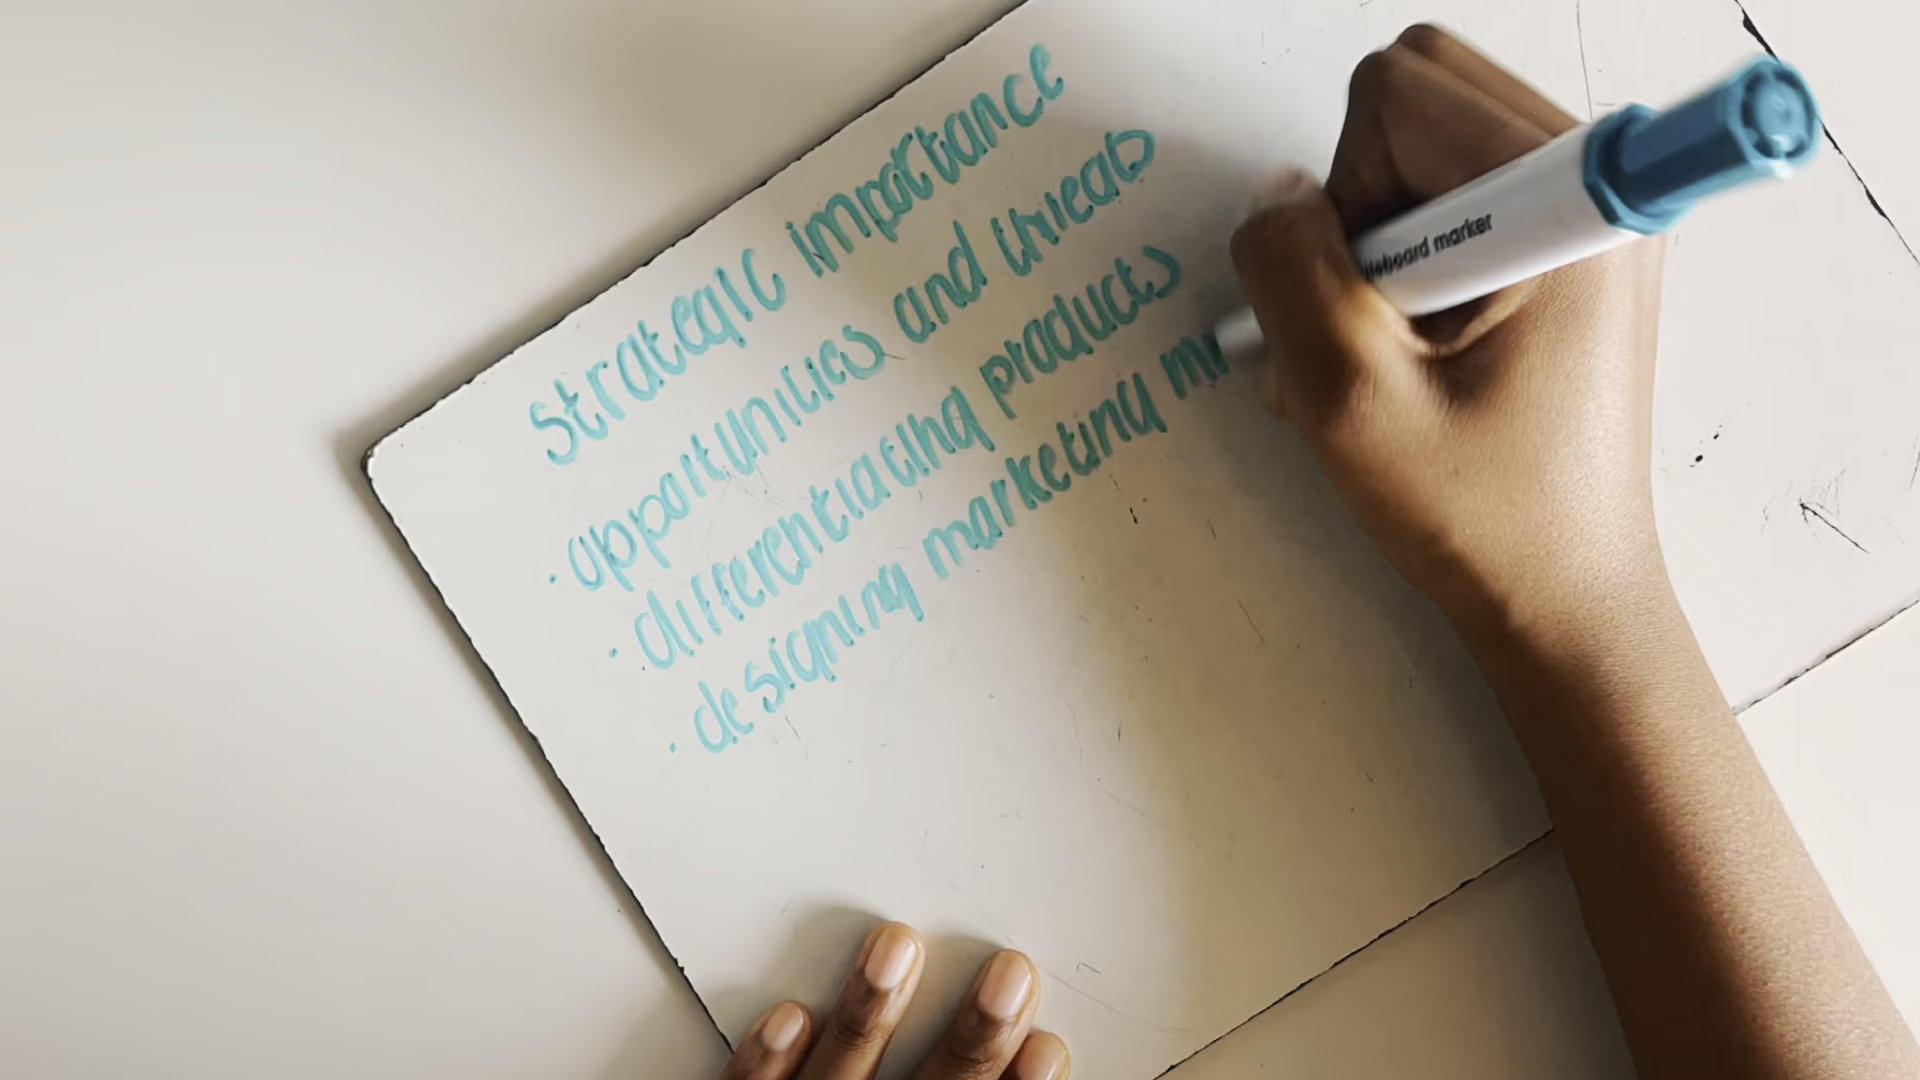 Strategic importance
· opportunities and threats
· differentiating products
· designing marketing
marker